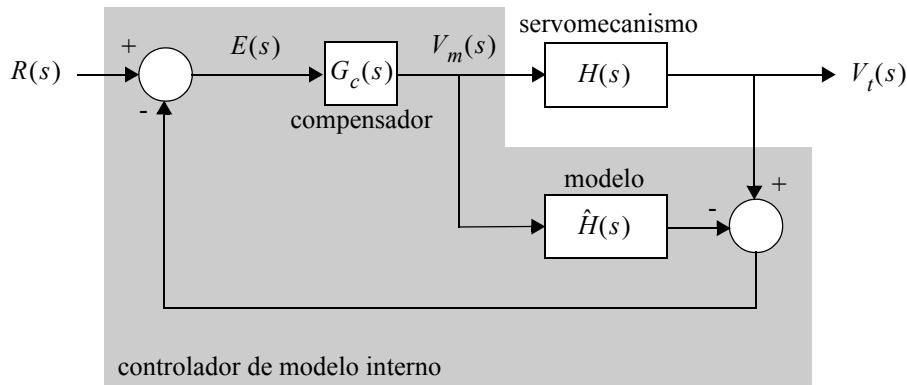 servomecanismo
+
R(s)
E(s)
G_c(s)
V_m(s)
H(s)
V_t(s)
-
compensador
modelo
+
-
Ĥ(s)
controlador de modelo interno